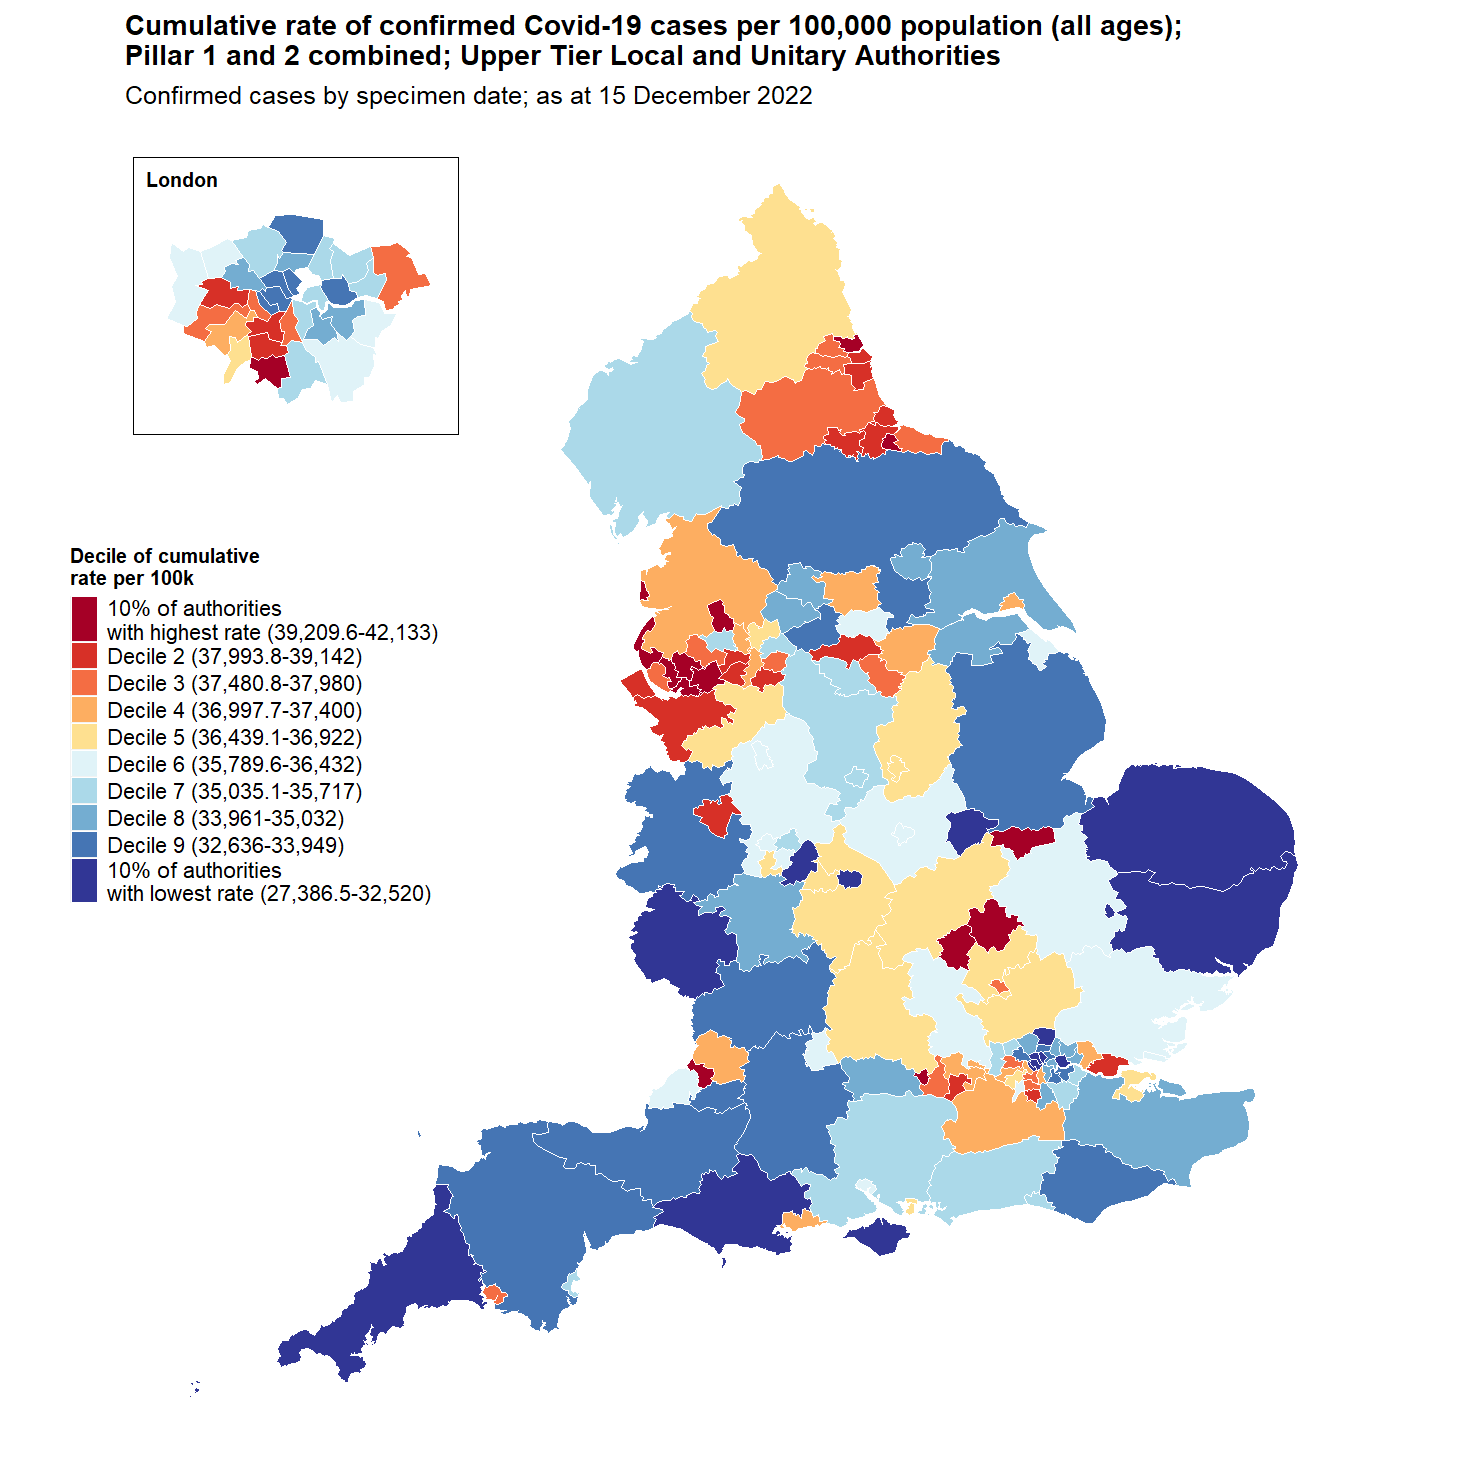 Cumulative rate of confirmed Covid-19 cases per 100,000 population (all ages);
Pillar 1 and 2 combined; Upper Tier Local and Unitary Authorities
Confirmed cases by specimen date; as at 15 December 2022
London
Decile of cumulative
rate per 100k
10% of authorities
with highest rate (39,209.6-42,133)
Decile 2 (37,993.8-39,142)
Decile 3 (37,480.8-37,980)
Decile 4 (36,997.7-37,400)
Decile 5 (36,439.1-36,922)
Decile 6 (35,789.6-36,432)
Decile 7 (35,035.1-35,717)
Decile 8 (33,961-35,032)
Decile 9 (32,636-33,949)
10% of authorities
with lowest rate (27,386.5-32,520)